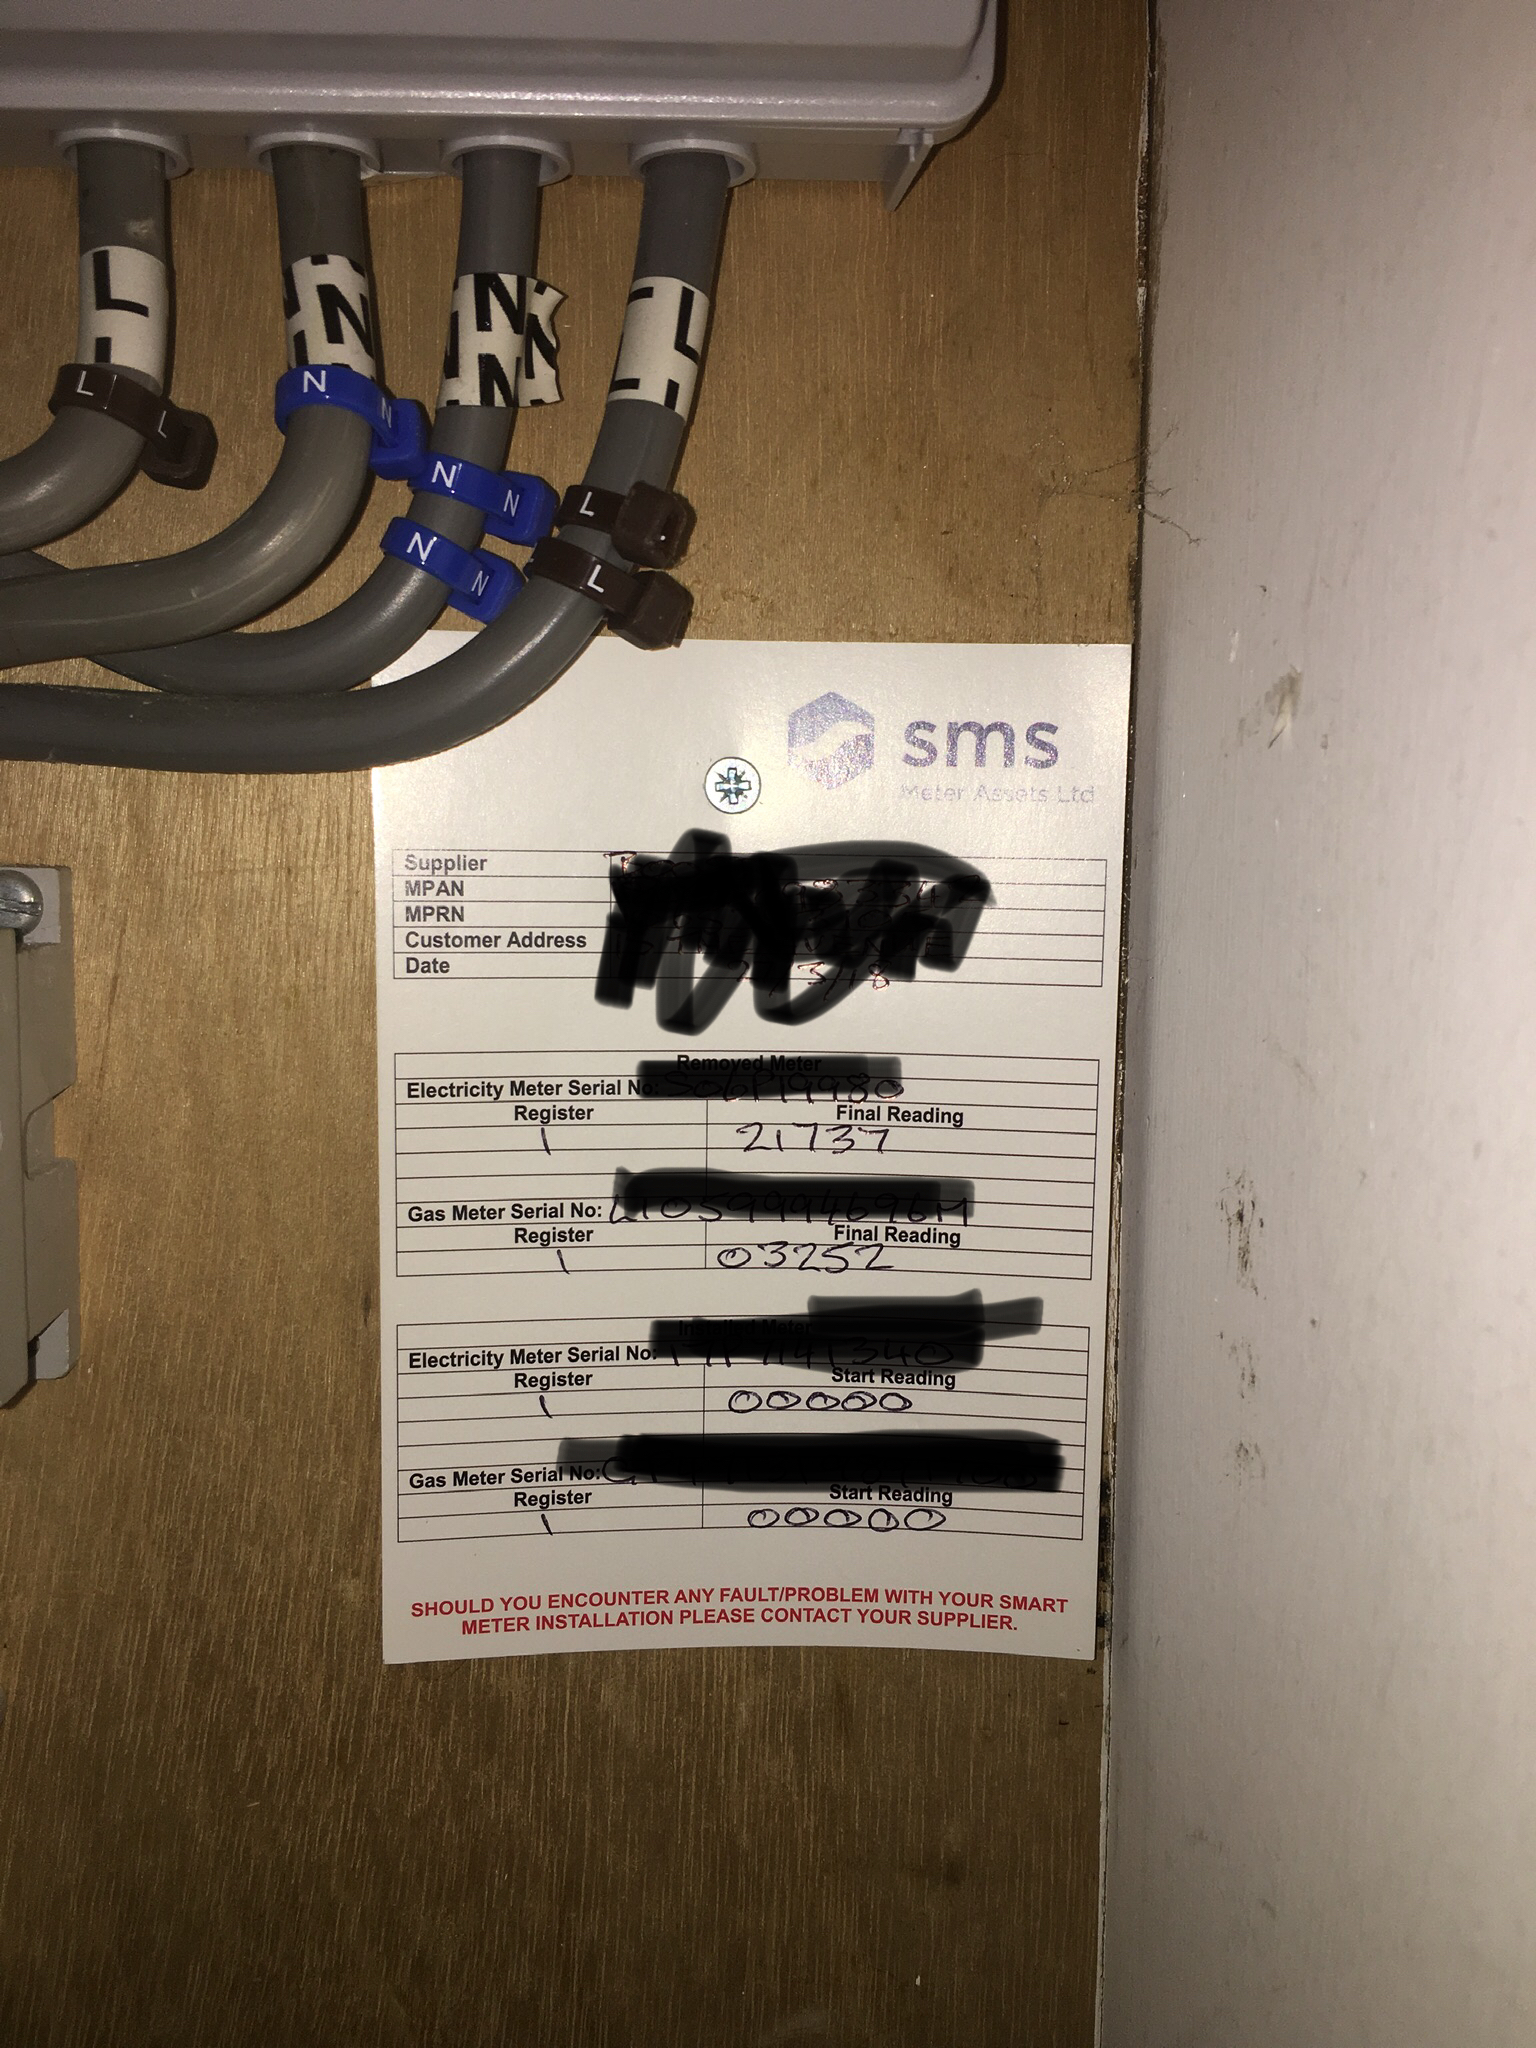 L
N
N
L
L
L
N
N
N
N
N
N
L
L
sms
Meter Assets Ltd
Supplier
MPAN
MPRN
Customer Address
Date
Removed Meter
Electricity Meter Serial No:
Register Final Reading
1 21737
Gas Meter Serial No:
Register Final Reading
1 03252
Installed Meter
Electricity Meter Serial No:
Register Start Reading
1 00000
Gas Meter Serial No:
Register Start Reading
1 00000
SHOULD YOU ENCOUNTER ANY FAULT/PROBLEM WITH YOUR SMART
METER INSTALLATION PLEASE CONTACT YOUR SUPPLIER.